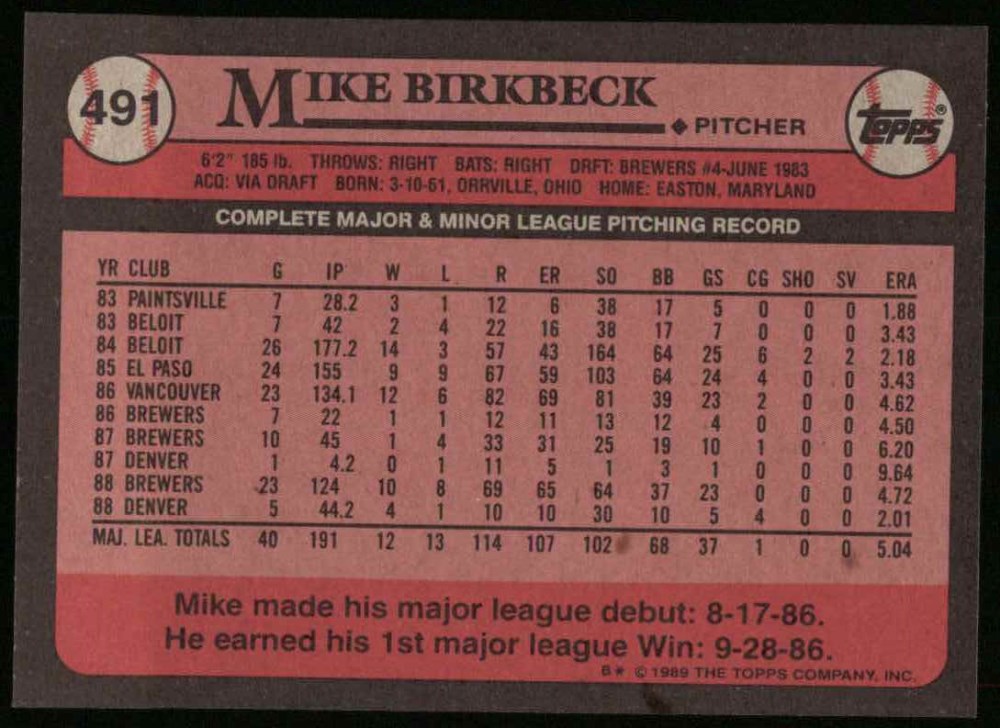 491 MIKE BIRKBECK TOPPS®
◆ PITCHER
6'2" 185 lb. THROWS: RIGHT BATS: RIGHT DRFT: BREWERS #4-JUNE 1983
ACQ: VIA DRAFT BORN: 3-10-61, ORRVILLE, OHIO HOME: EASTON, MARYLAND
COMPLETE MAJOR & MINOR LEAGUE PITCHING RECORD
YR CLUB G IP W L R ER SO BB GS CG SHO SV ERA
83 PAINTSVILLE 7 28.2 3 1 12 6 38 17 5 0 0 0 1.88
83 BELOIT 7 42 2 4 22 16 38 17 7 0 0 0 3.43
84 BELOIT 26 177.2 14 3 57 43 164 64 25 6 2 2 2.18
85 EL PASO 24 155 9 9 67 59 103 64 24 4 0 0 3.43
86 VANCOUVER 23 134.1 12 6 82 69 81 39 23 2 0 0 4.62
86 BREWERS 7 22 1 1 12 11 13 12 4 0 0 0 4.50
87 BREWERS 10 45 1 4 33 31 25 19 10 1 0 0 6.20
87 DENVER 1 4.2 0 1 11 5 1 3 1 0 0 0 9.64
88 BREWERS 23 124 10 8 69 65 64 37 23 0 0 0 4.72
88 DENVER 5 44.2 4 1 10 10 30 10 5 4 0 0 2.01
MAJ. LEA. TOTALS 40 191 12 13 114 107 102 68 37 1 0 0 5.04
Mike made his major league debut: 8-17-86.
He earned his 1st major league Win: 9-28-86.
B* © 1989 THE TOPPS COMPANY, INC.